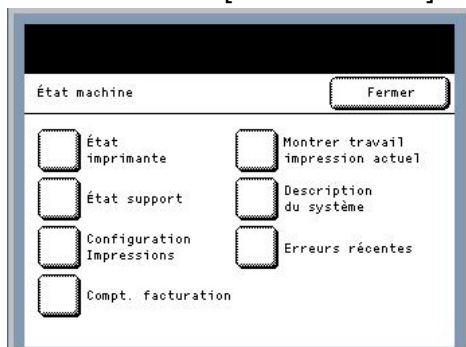 État machine
Fermer
État
imprimante
Montrer travail
impression actuel
État support
Description
du système
Configuration
Impressions
Erreurs récentes
Compt. facturation